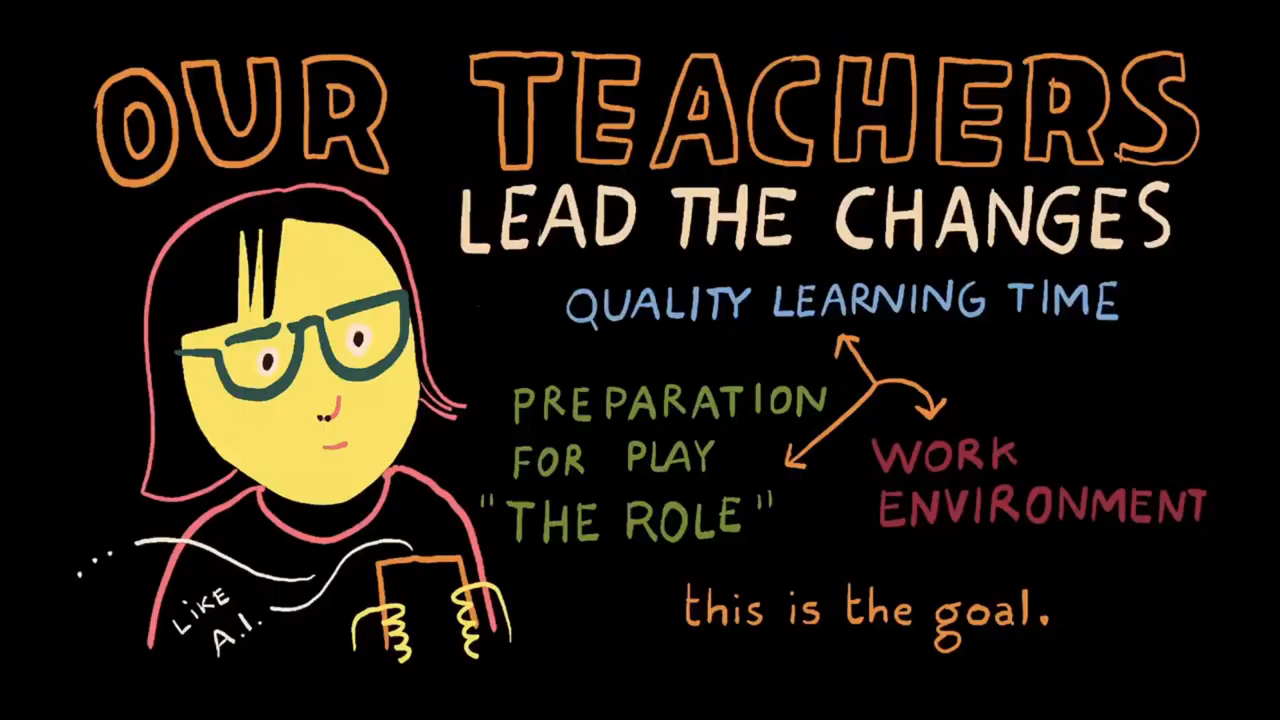 OUR TEACHERS
LEAD THE CHANGES
QUALITY LEARNING TIME
PREPARATION
FOR PLAY
"THE ROLE"
WORK
ENVIRONMENT
LiKE
A.I.
this is the goal.